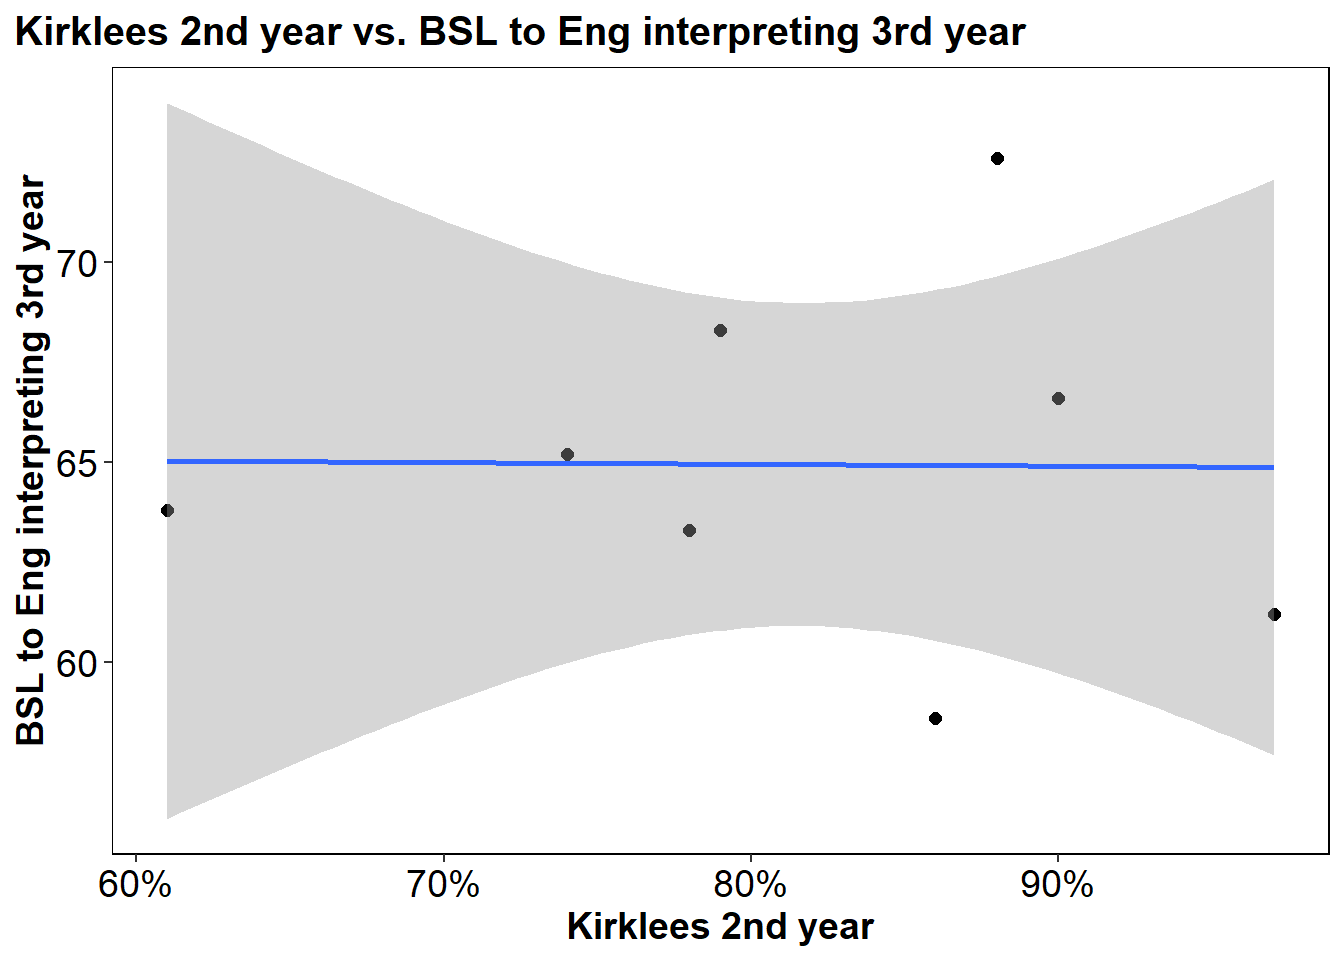 Kirklees 2nd year vs. BSL to Eng interpreting 3rd year
BSL to Eng interpreting 3rd year
70
65
60
60%
70%
80%
90%
Kirklees 2nd year